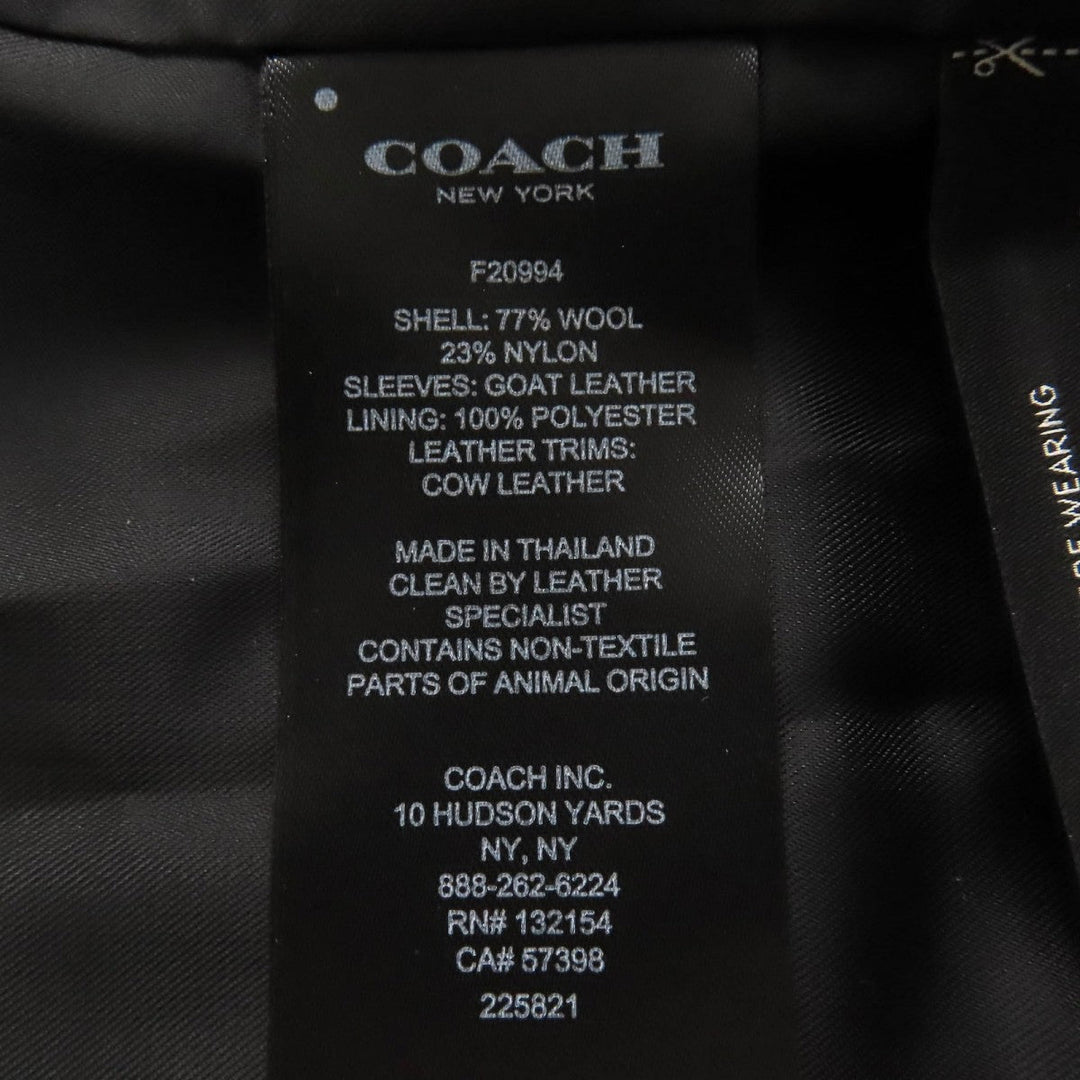 COACH
NEW YORK
F20994
SHELL: 77% WOOL
23% NYLON
SLEEVES: GOAT LEATHER
LINING: 100% POLYESTER
LEATHER TRIMS:
COW LEATHER
MADE IN THAILAND
CLEAN BY LEATHER
SPECIALIST
CONTAINS NON-TEXTILE
PARTS OF ANIMAL ORIGIN
COACH INC.
10 HUDSON YARDS
NY, NY
888-262-6224
RN# 132154
CA# 57398
225821
WEARING